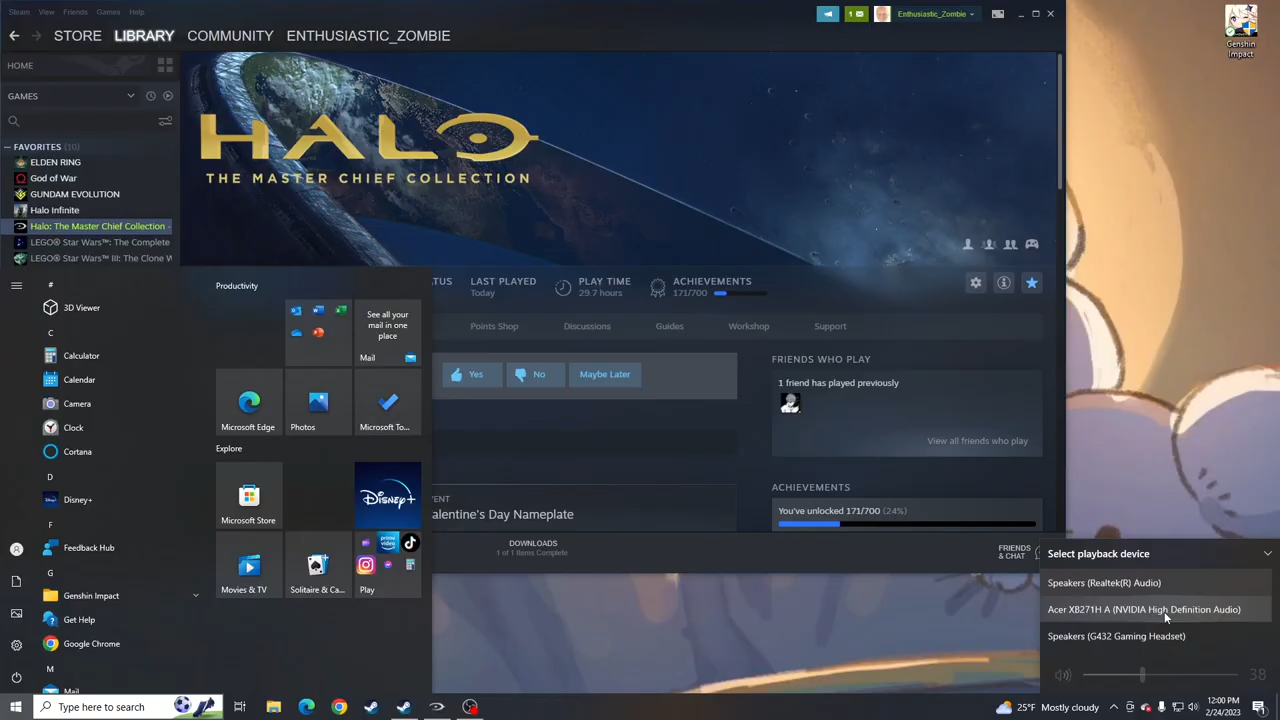 Steam View Friends Games Help
1
Enthusiastic_Zombie
STORE LIBRARY COMMUNITY ENTHUSIASTIC_ZOMBIE
HOME
GAMES
FAVORITES (10)
ELDEN RING
God of War
GUNDAM EVOLUTION
Halo Infinite
Halo: The Master Chief Collection -
LEGO® Star Wars™: The Complete
LEGO® Star Wars™ III: The Clone W
HALO
THE MASTER CHIEF COLLECTION
ATUS
LAST PLAYED
Today
PLAY TIME
29.7 hours
ACHIEVEMENTS
171/700
Points Shop Discussions Guides Workshop Support
Yes No Maybe Later
FRIENDS WHO PLAY
1 friend has played previously
View all friends who play
ACHIEVEMENTS
You've unlocked 171/700 (24%)
ENT
alentine's Day Nameplate
DOWNLOADS
1 of 1 Items Complete
FRIENDS
& CHAT
#
3D Viewer
C
Calculator
Calendar
Camera
Clock
Cortana
D
Disney+
F
Feedback Hub
G
Genshin Impact
Get Help
Google Chrome
M
Mail
Productivity
See all your
mail in one
place
Mail
Microsoft Edge
Photos
Microsoft To...
Explore
Microsoft Store
Disney+
Movies & TV
Solitaire & Ca...
prime
video
Play
Genshin
Impact
Select playback device
Speakers (Realtek(R) Audio)
Acer XB271H A (NVIDIA High Definition Audio)
Speakers (G432 Gaming Headset)
38
Type here to search
25°F Mostly cloudy
12:00 PM
2/24/2023
1